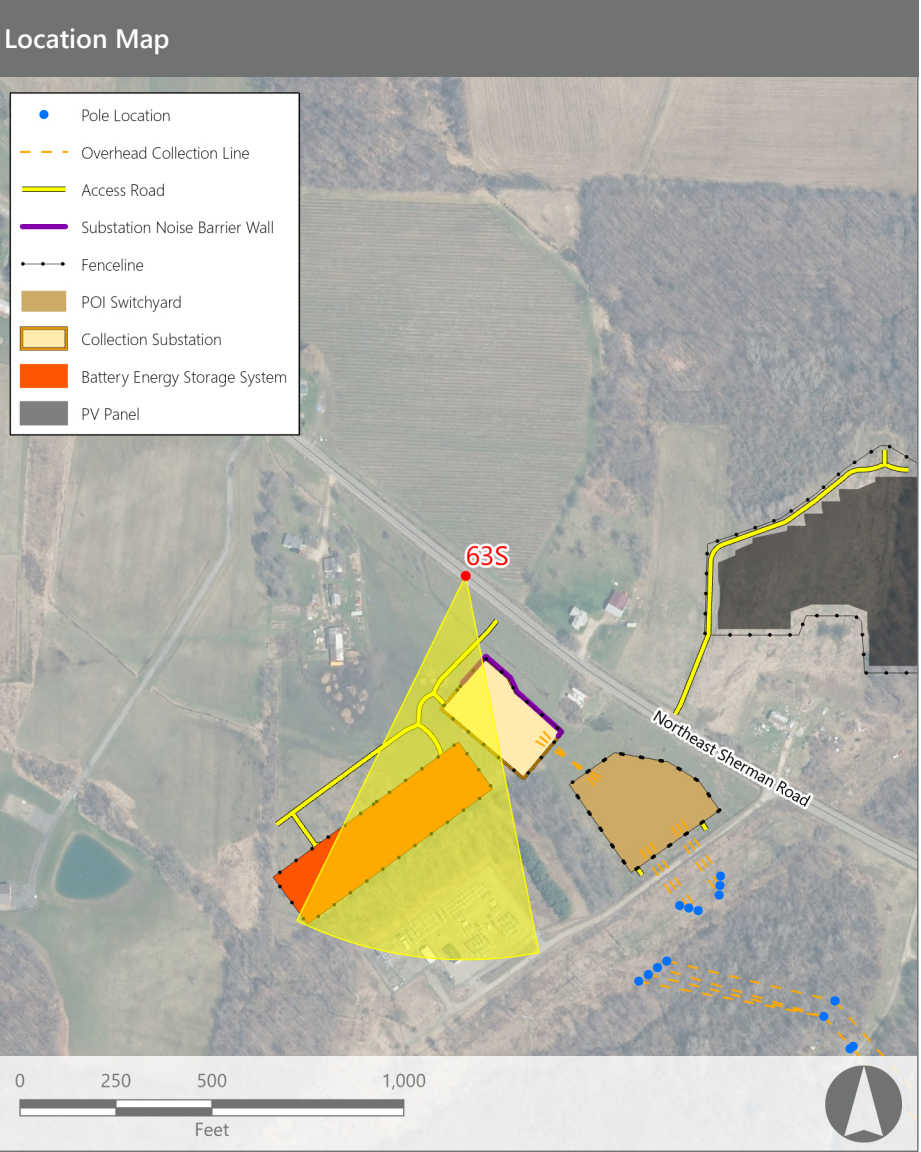 Location Map
Pole Location
Overhead Collection Line
Access Road
Substation Noise Barrier Wall
Fenceline
POI Switchyard
Collection Substation
Battery Energy Storage System
PV Panel
63S
Northeast Sherman Road
0 250 500 1,000
Feet